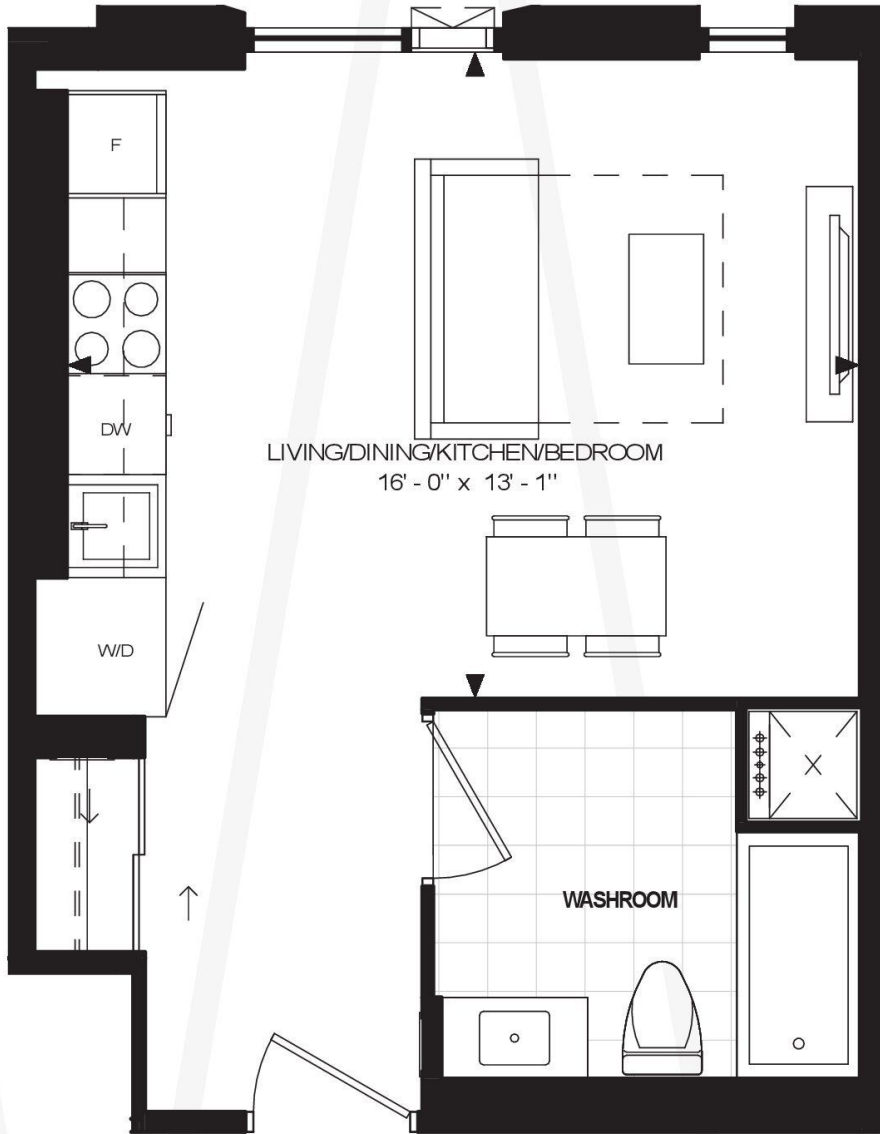 F
DW
LIVING/DINING/KITCHEN/BEDROOM
16' - 0" x 13' - 1"
W/D
WASHROOM